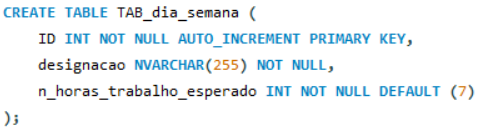 CREATE TABLE TAB_dia_semana (
    ID INT NOT NULL AUTO_INCREMENT PRIMARY KEY,
    designacao NVARCHAR(255) NOT NULL,
    n_horas_trabalho_esperado INT NOT NULL DEFAULT (7)
);